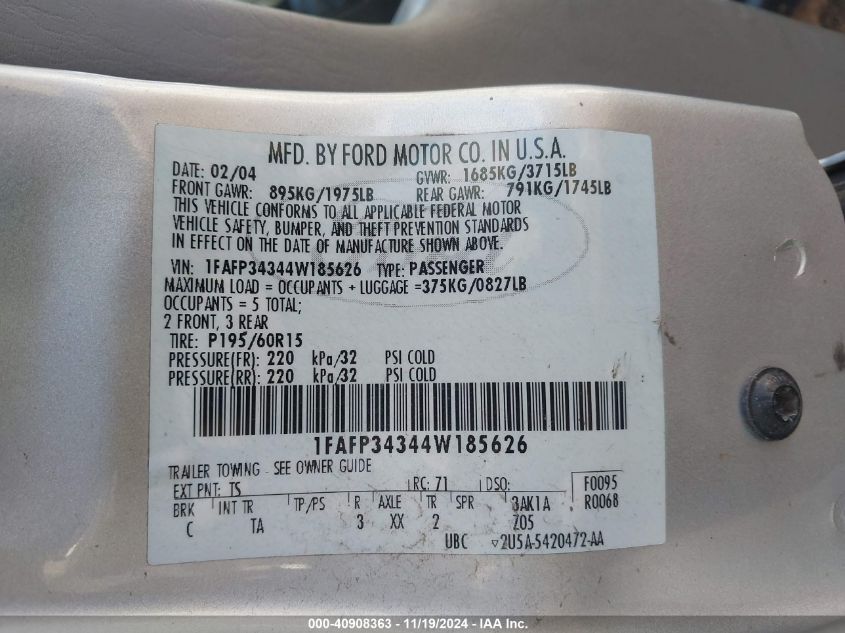 MFD. BY FORD MOTOR CO. IN U.S.A.
DATE: 02/04 GVWR: 1685KG/3715LB
FRONT GAWR: 895KG/1975LB REAR GAWR: 791KG/1745LB
THIS VEHICLE CONFORMS TO ALL APPLICABLE FEDERAL MOTOR
VEHICLE SAFETY, BUMPER, AND THEFT PREVENTION STANDARDS
IN EFFECT ON THE DATE OF MANUFACTURE SHOWN ABOVE.
VIN: 1FAFP34344W185626 TYPE: PASSENGER
MAXIMUM LOAD = OCCUPANTS + LUGGAGE =375KG/0827LB
OCCUPANTS = 5 TOTAL;
2 FRONT, 3 REAR
TIRE: P195/60R15
PRESSURE(FR): 220 kPa/32 PSI COLD
PRESSURE(RR): 220 kPa/32 PSI COLD
1FAFP34344W185626
TRAILER TOWING - SEE OWNER GUIDE
EXT PNT: TS RC: 71 DSO: F0095
BRK INT TR TP/PS R AXLE TR SPR 3AK1A R0068
C TA 3 XX 2 Z05
UBC ▽2U5A-5420472-AA
000-40908363 - 11/19/2024 - IAA Inc.